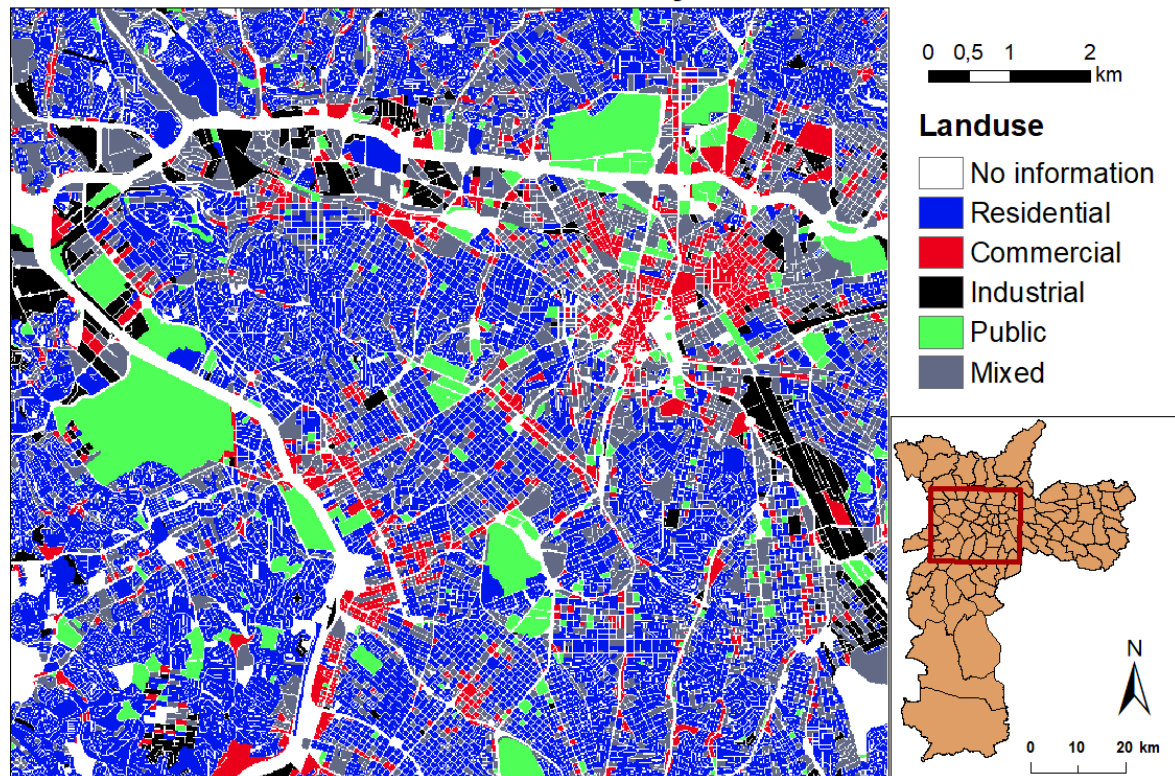 0 0,5 1 2
km
Landuse
No information
Residential
Commercial
Industrial
Public
Mixed
N
0 10 20 km